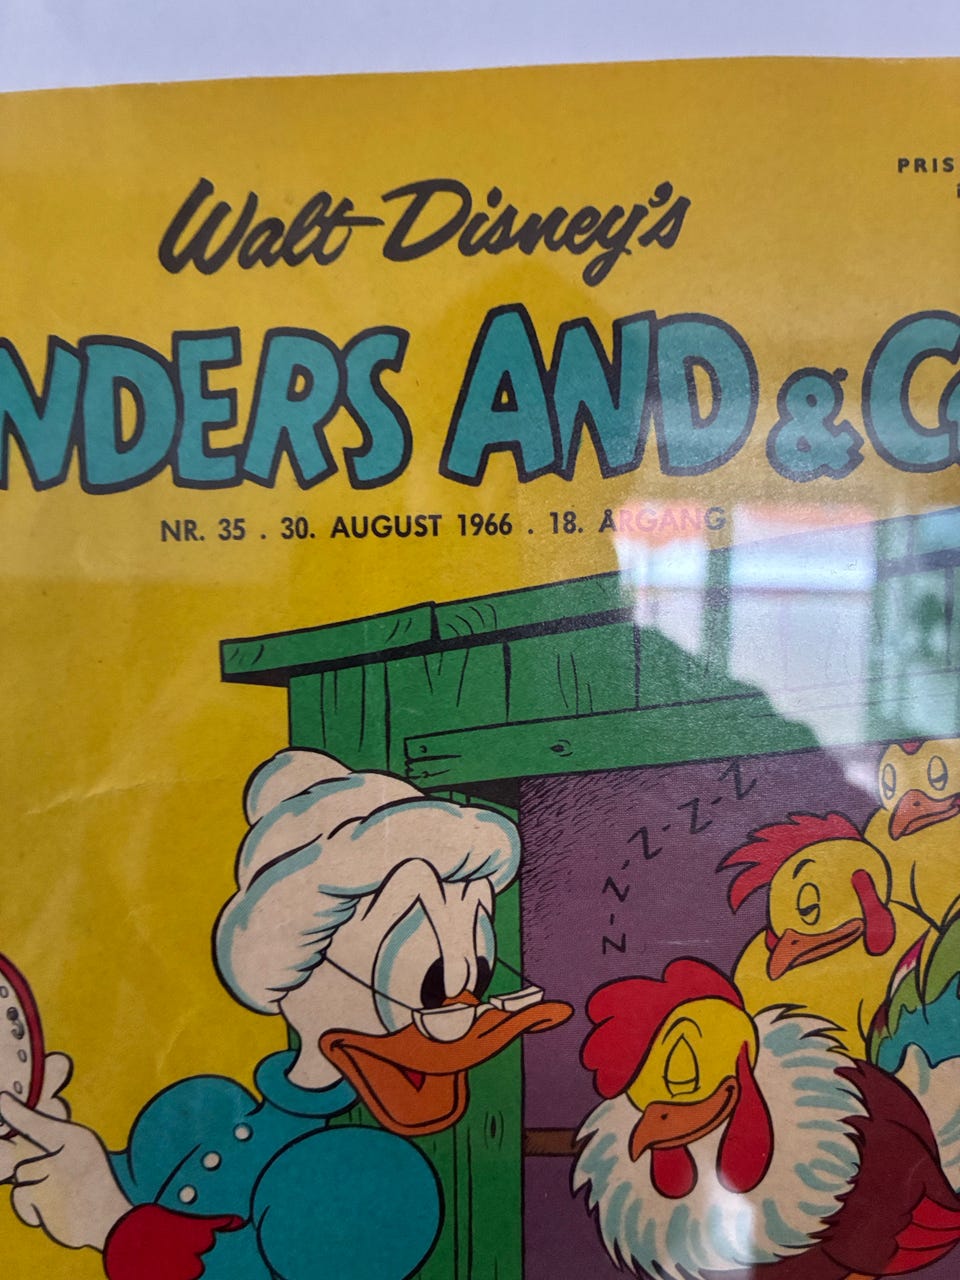 PRIS
Walt Disney's
NDERS AND & C
NR. 35 . 30. AUGUST 1966 . 18. ÅRGANG
Z-Z-Z-Z-Z